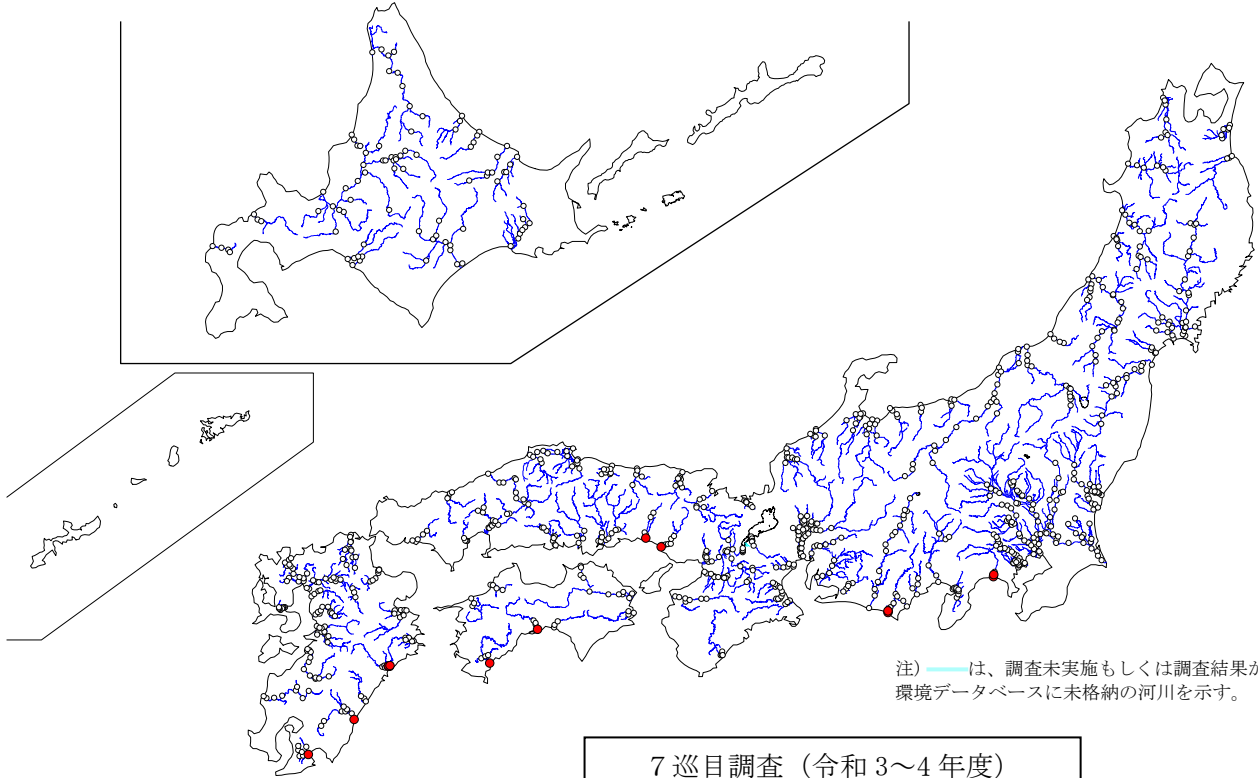 注) は、調査未実施もしくは調査結果が
環境データベースに未格納の河川を示す。
7巡目調査（令和3～4年度）